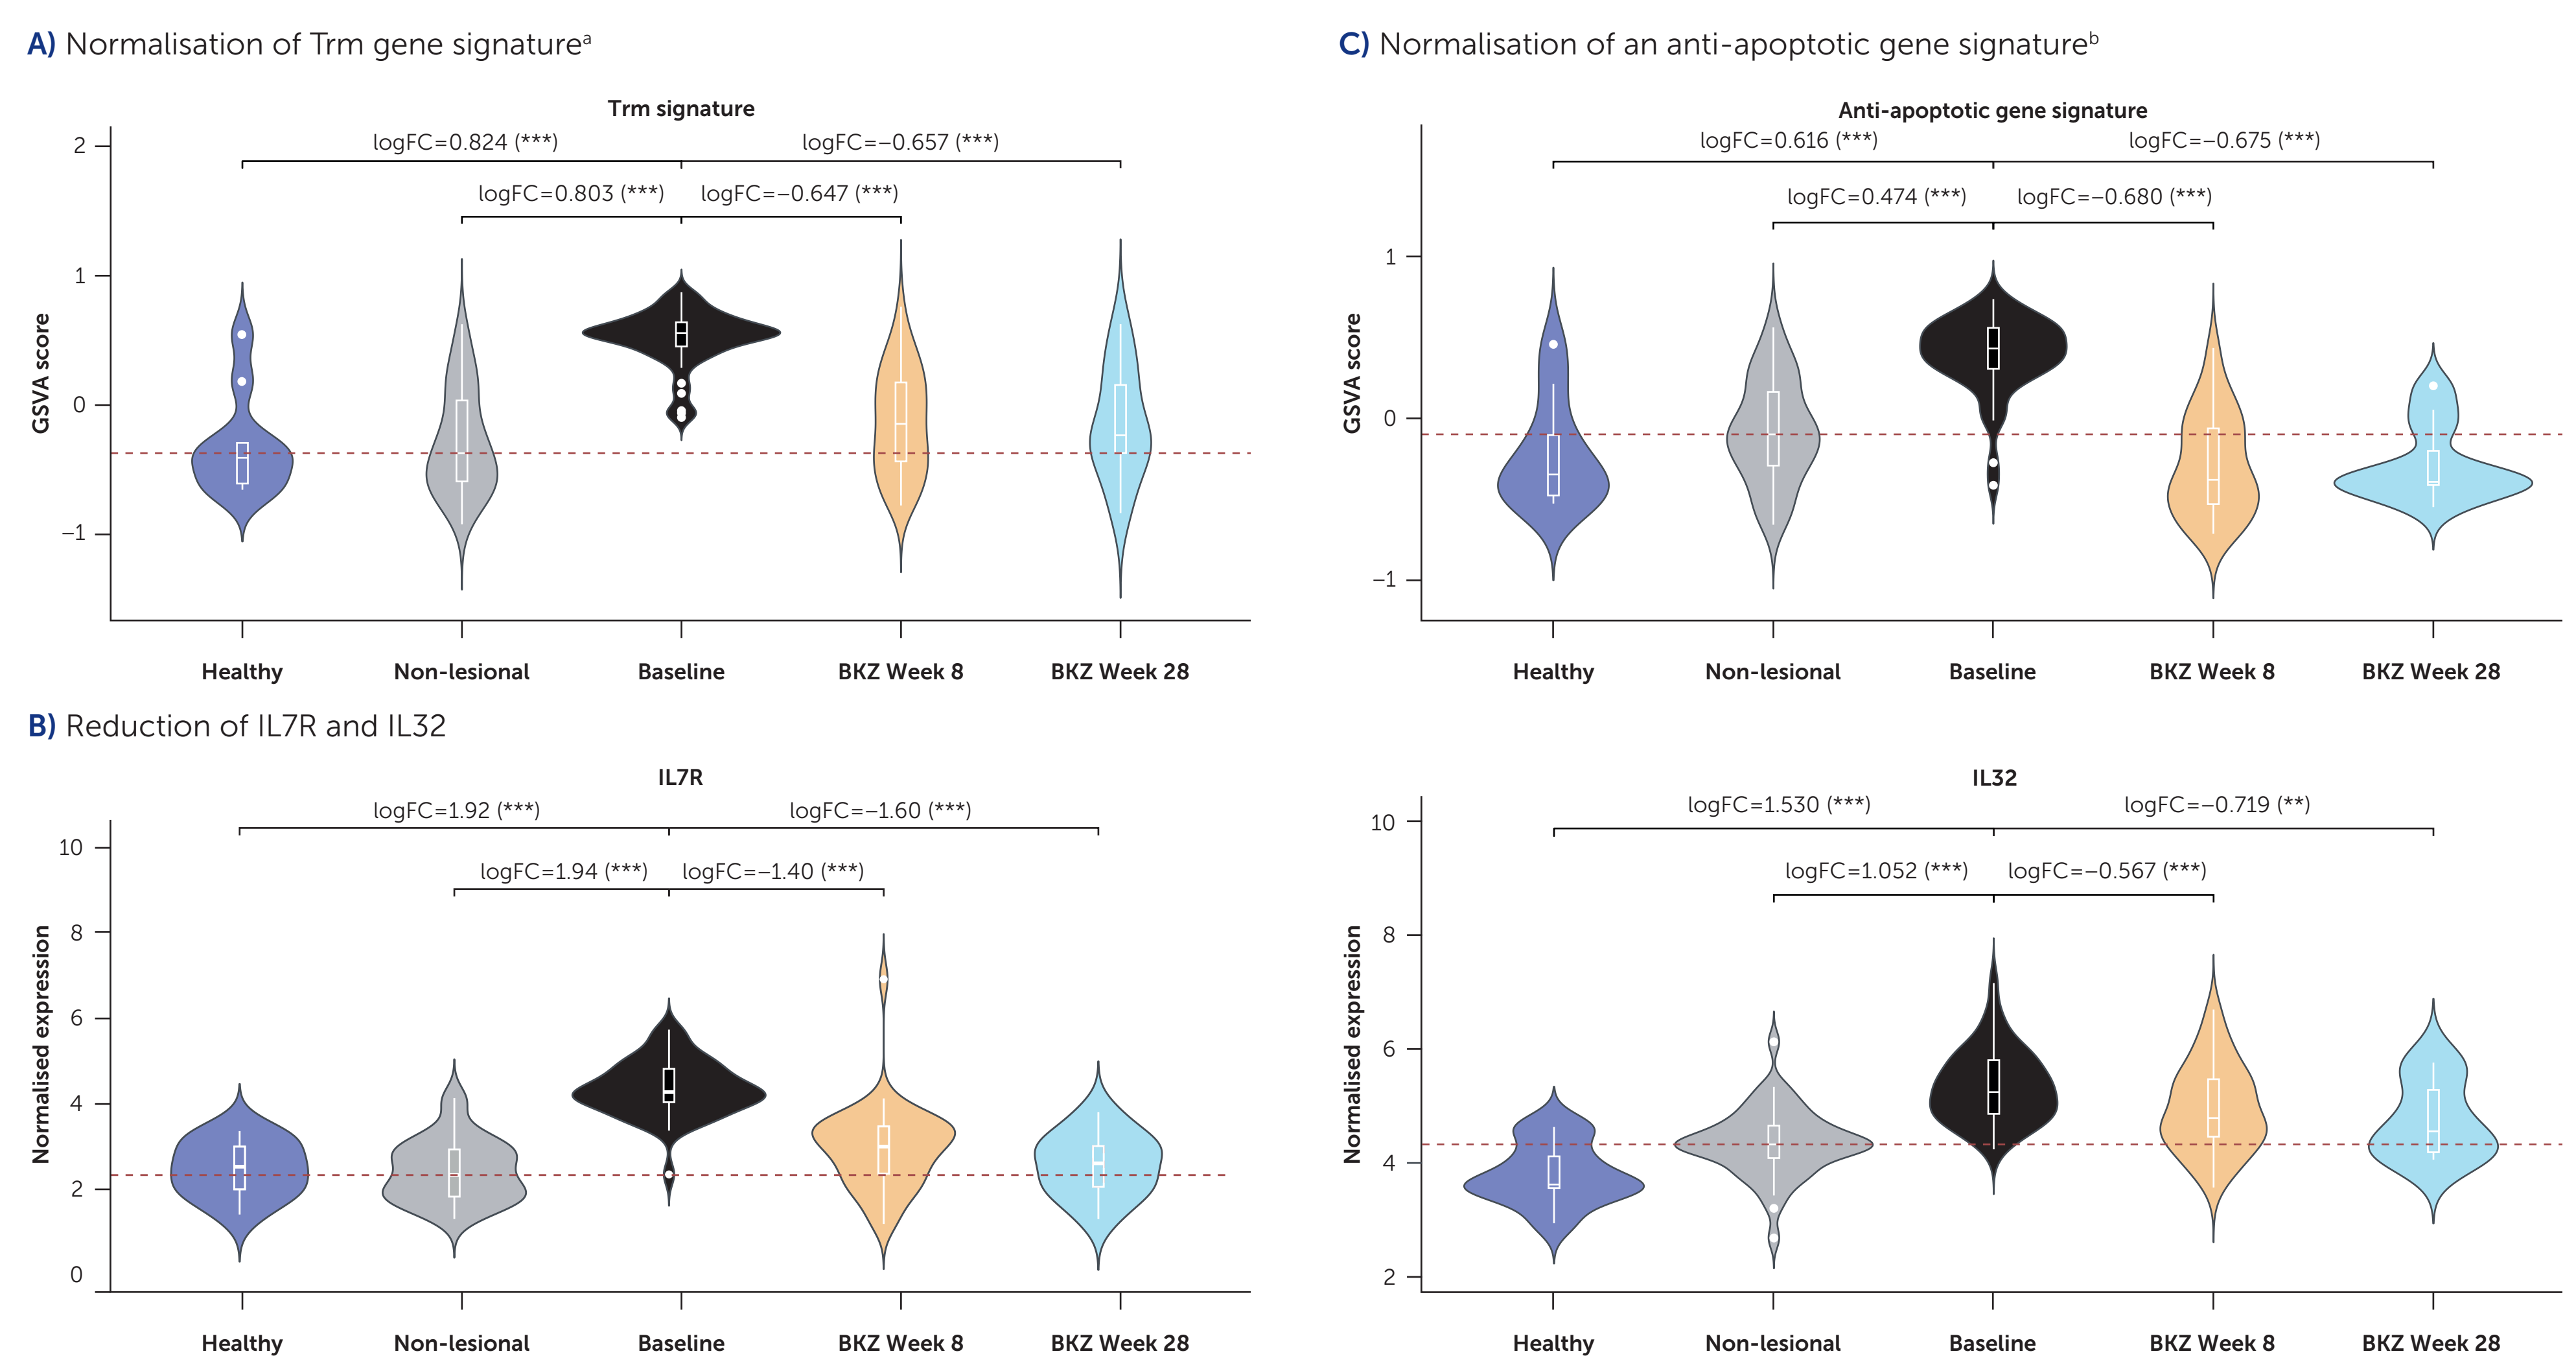 A) Normalisation of Trm gene signatureᵃ
Trm signature
logFC=0.824 (***) logFC=−0.657 (***)
logFC=0.803 (***) logFC=−0.647 (***)
GSVA score
2
1
0
−1
Healthy Non-lesional Baseline BKZ Week 8 BKZ Week 28
C) Normalisation of an anti-apoptotic gene signatureᵇ
Anti-apoptotic gene signature
logFC=0.616 (***) logFC=−0.675 (***)
logFC=0.474 (***) logFC=−0.680 (***)
GSVA score
1
0
−1
Healthy Non-lesional Baseline BKZ Week 8 BKZ Week 28
B) Reduction of IL7R and IL32
IL7R
logFC=1.92 (***) logFC=−1.60 (***)
logFC=1.94 (***) logFC=−1.40 (***)
Normalised expression
10
8
6
4
2
0
Healthy Non-lesional Baseline BKZ Week 8 BKZ Week 28
IL32
logFC=1.530 (***) logFC=−0.719 (**)
logFC=1.052 (***) logFC=−0.567 (***)
Normalised expression
10
8
6
4
2
Healthy Non-lesional Baseline BKZ Week 8 BKZ Week 28